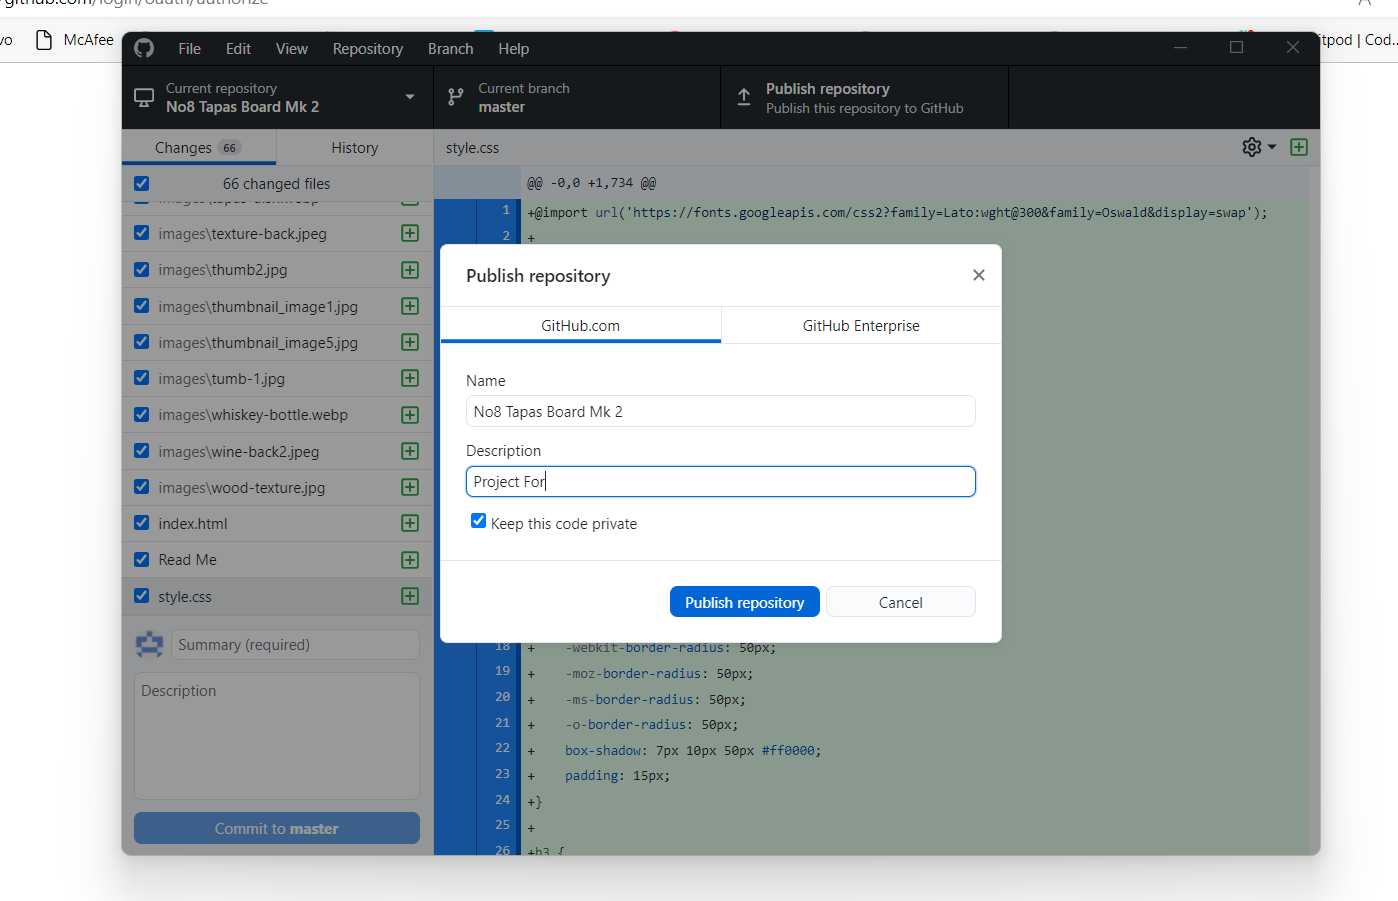 github.com/login/oauth/authorize
vo McAfee itpod | Cod...
File Edit View Repository Branch Help
Current repository
No8 Tapas Board Mk 2
Current branch
master
Publish repository
Publish this repository to GitHub
Changes 66 History
style.css
66 changed files
images\texture-back.jpeg
images\thumb2.jpg
images\thumbnail_image1.jpg
images\thumbnail_image5.jpg
images\tumb-1.jpg
images\whiskey-bottle.webp
images\wine-back2.jpeg
images\wood-texture.jpg
index.html
Read Me
style.css
Summary (required)
Description
Commit to master
@@ -0,0 +1,734 @@
1 +@import url('https://fonts.googleapis.com/css2?family=Lato:wght@300&family=Oswald&display=swap');
2 +
Publish repository
GitHub.com GitHub Enterprise
Name
No8 Tapas Board Mk 2
Description
Project For
Keep this code private
Publish repository Cancel
18 + -webkit-border-radius: 50px;
19 + -moz-border-radius: 50px;
20 + -ms-border-radius: 50px;
21 + -o-border-radius: 50px;
22 + box-shadow: 7px 10px 50px #ff0000;
23 + padding: 15px;
24 +}
25 +
26 +h3 {